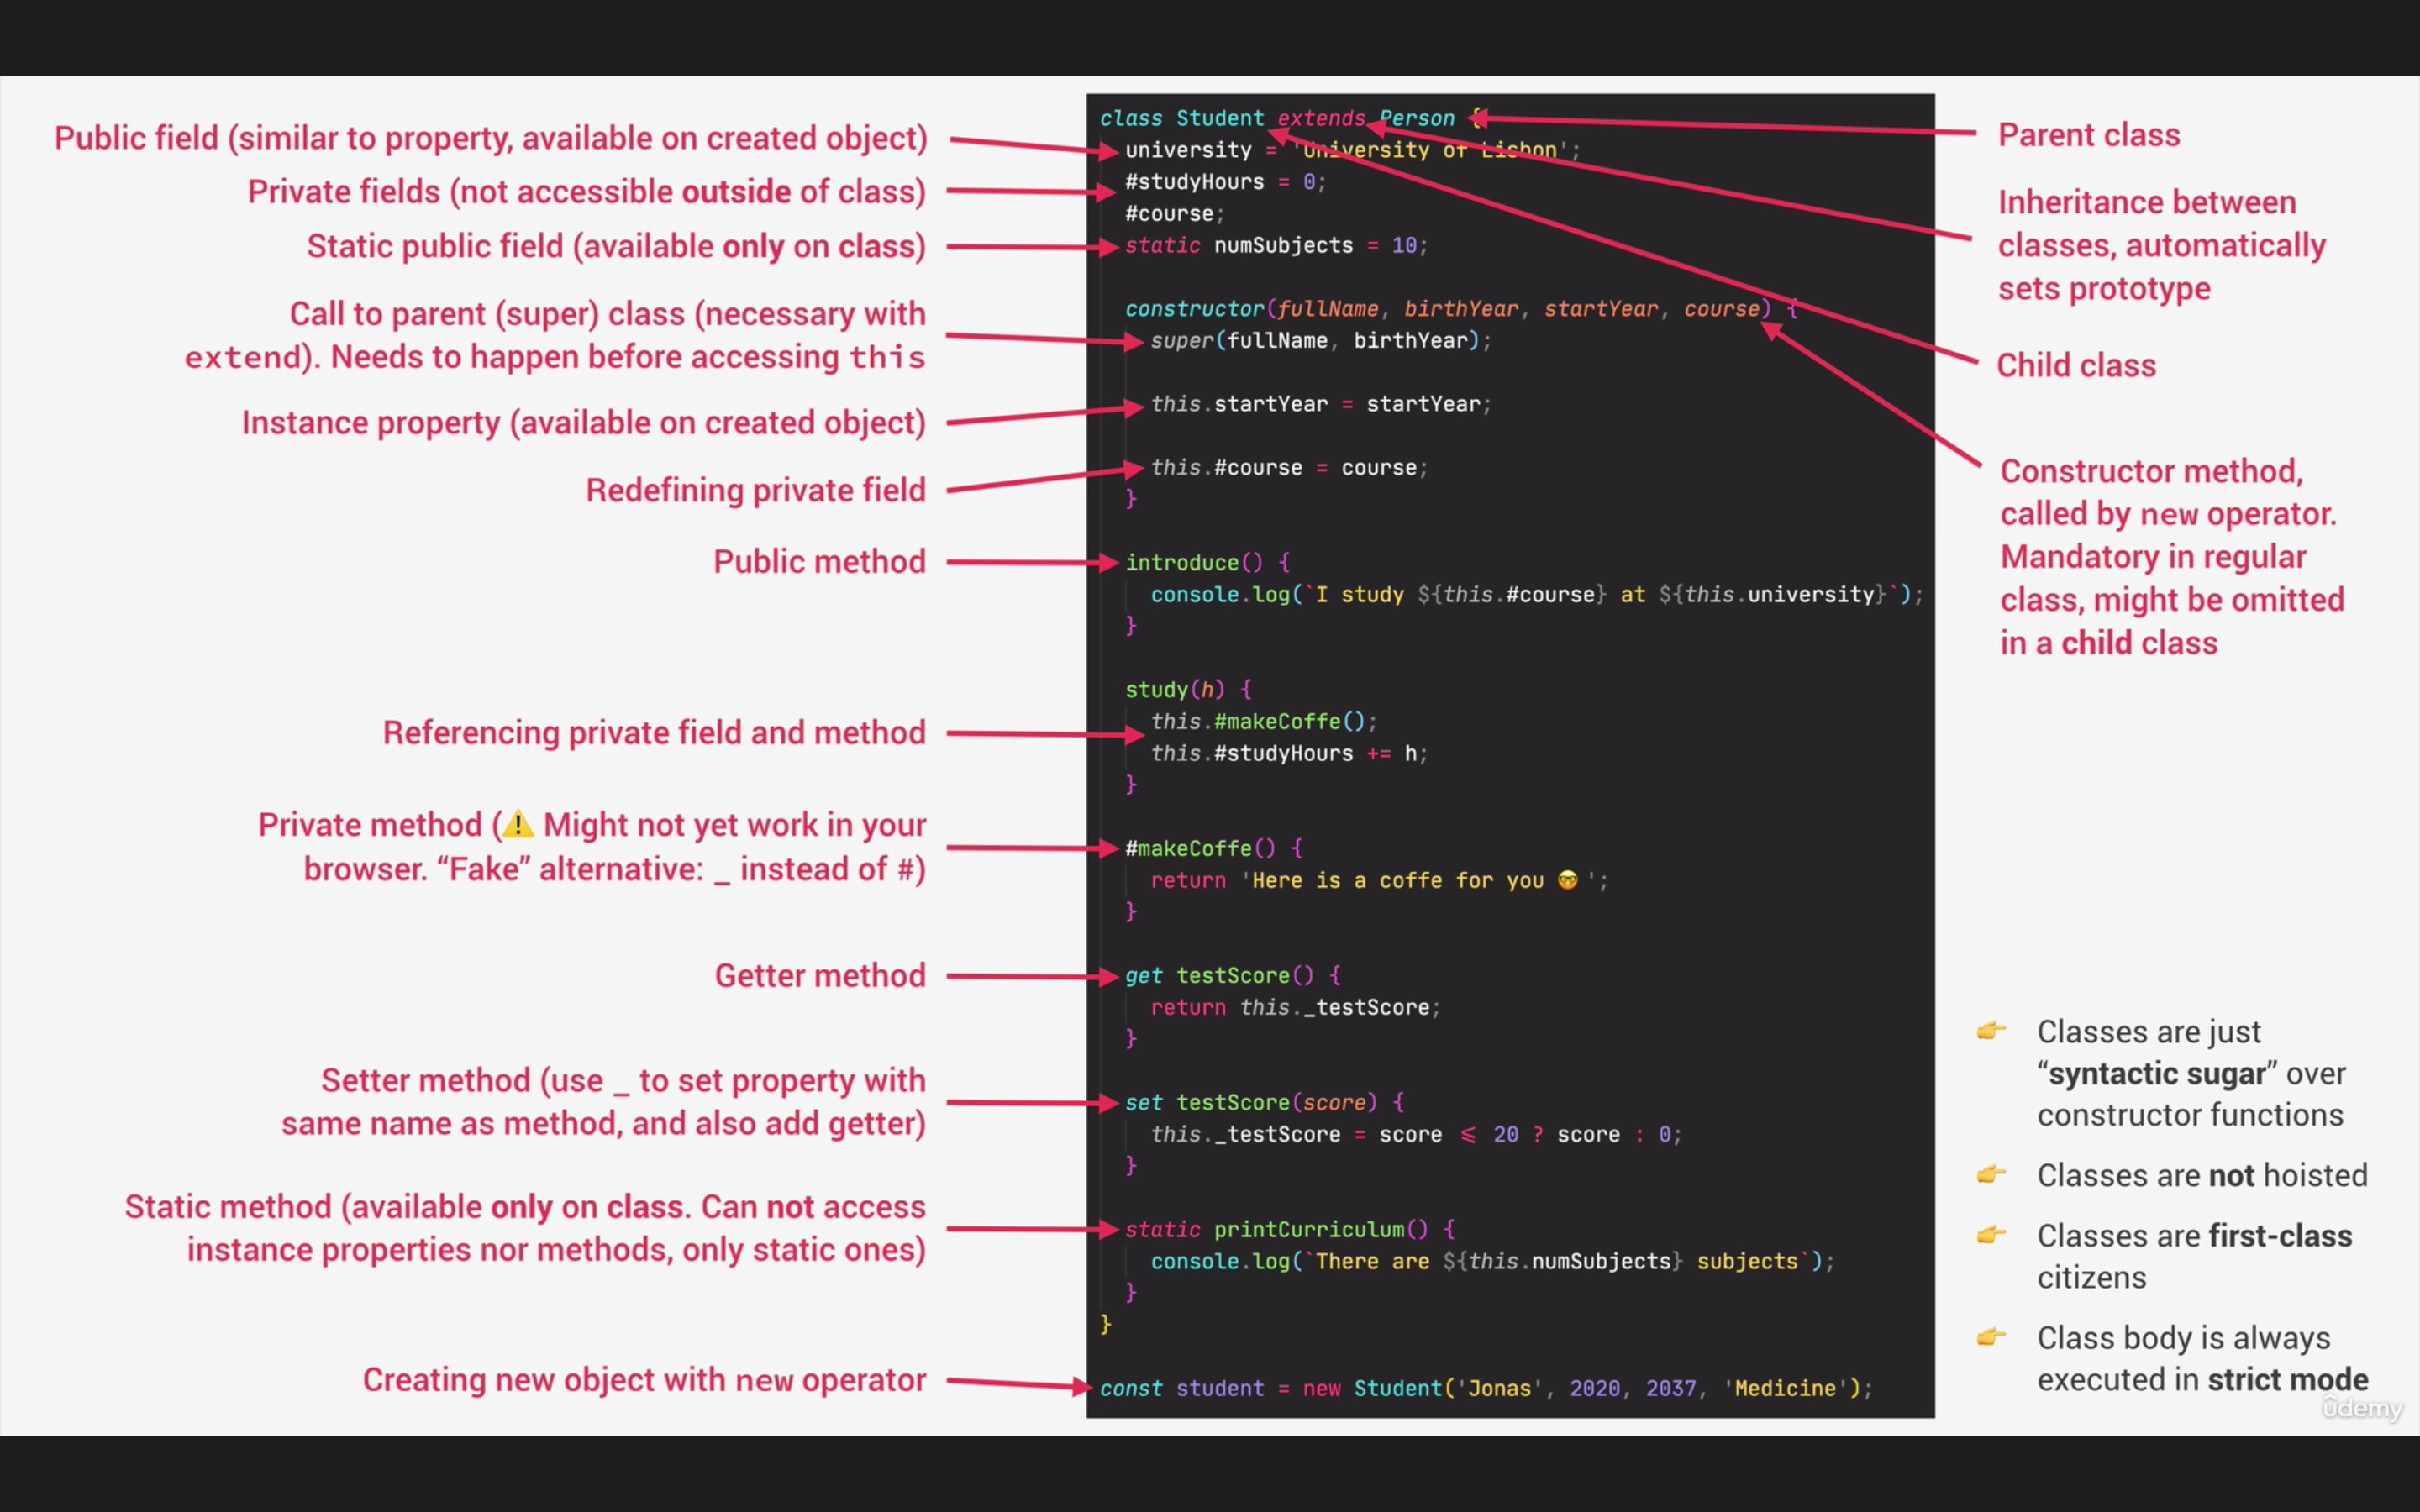 Public field (similar to property, available on created object)
Private fields (not accessible outside of class)
Static public field (available only on class)
Call to parent (super) class (necessary with
extend). Needs to happen before accessing this
Instance property (available on created object)
Redefining private field
Public method
Referencing private field and method
Private method (⚠️ Might not yet work in your
browser. “Fake” alternative: _ instead of #)
Getter method
Setter method (use _ to set property with
same name as method, and also add getter)
Static method (available only on class. Can not access
instance properties nor methods, only static ones)
Creating new object with new operator
class Student extends Person {
university = 'University of Lisbon';
#studyHours = 0;
#course;
static numSubjects = 10;
constructor(fullName, birthYear, startYear, course) {
super(fullName, birthYear);
this.startYear = startYear;
this.#course = course;
}
introduce() {
console.log(`I study ${this.#course} at ${this.university}`);
}
study(h) {
this.#makeCoffe();
this.#studyHours += h;
}
#makeCoffe() {
return 'Here is a coffe for you 🤓 ';
}
get testScore() {
return this._testScore;
}
set testScore(score) {
this._testScore = score ⩽ 20 ? score : 0;
}
static printCurriculum() {
console.log(`There are ${this.numSubjects} subjects`);
}
}
const student = new Student('Jonas', 2020, 2037, 'Medicine');
Parent class
Inheritance between
classes, automatically
sets prototype
Child class
Constructor method,
called by new operator.
Mandatory in regular
class, might be omitted
in a child class
👉 Classes are just
“syntactic sugar” over
constructor functions
👉 Classes are not hoisted
👉 Classes are first-class
citizens
👉 Class body is always
executed in strict mode
ûdemy